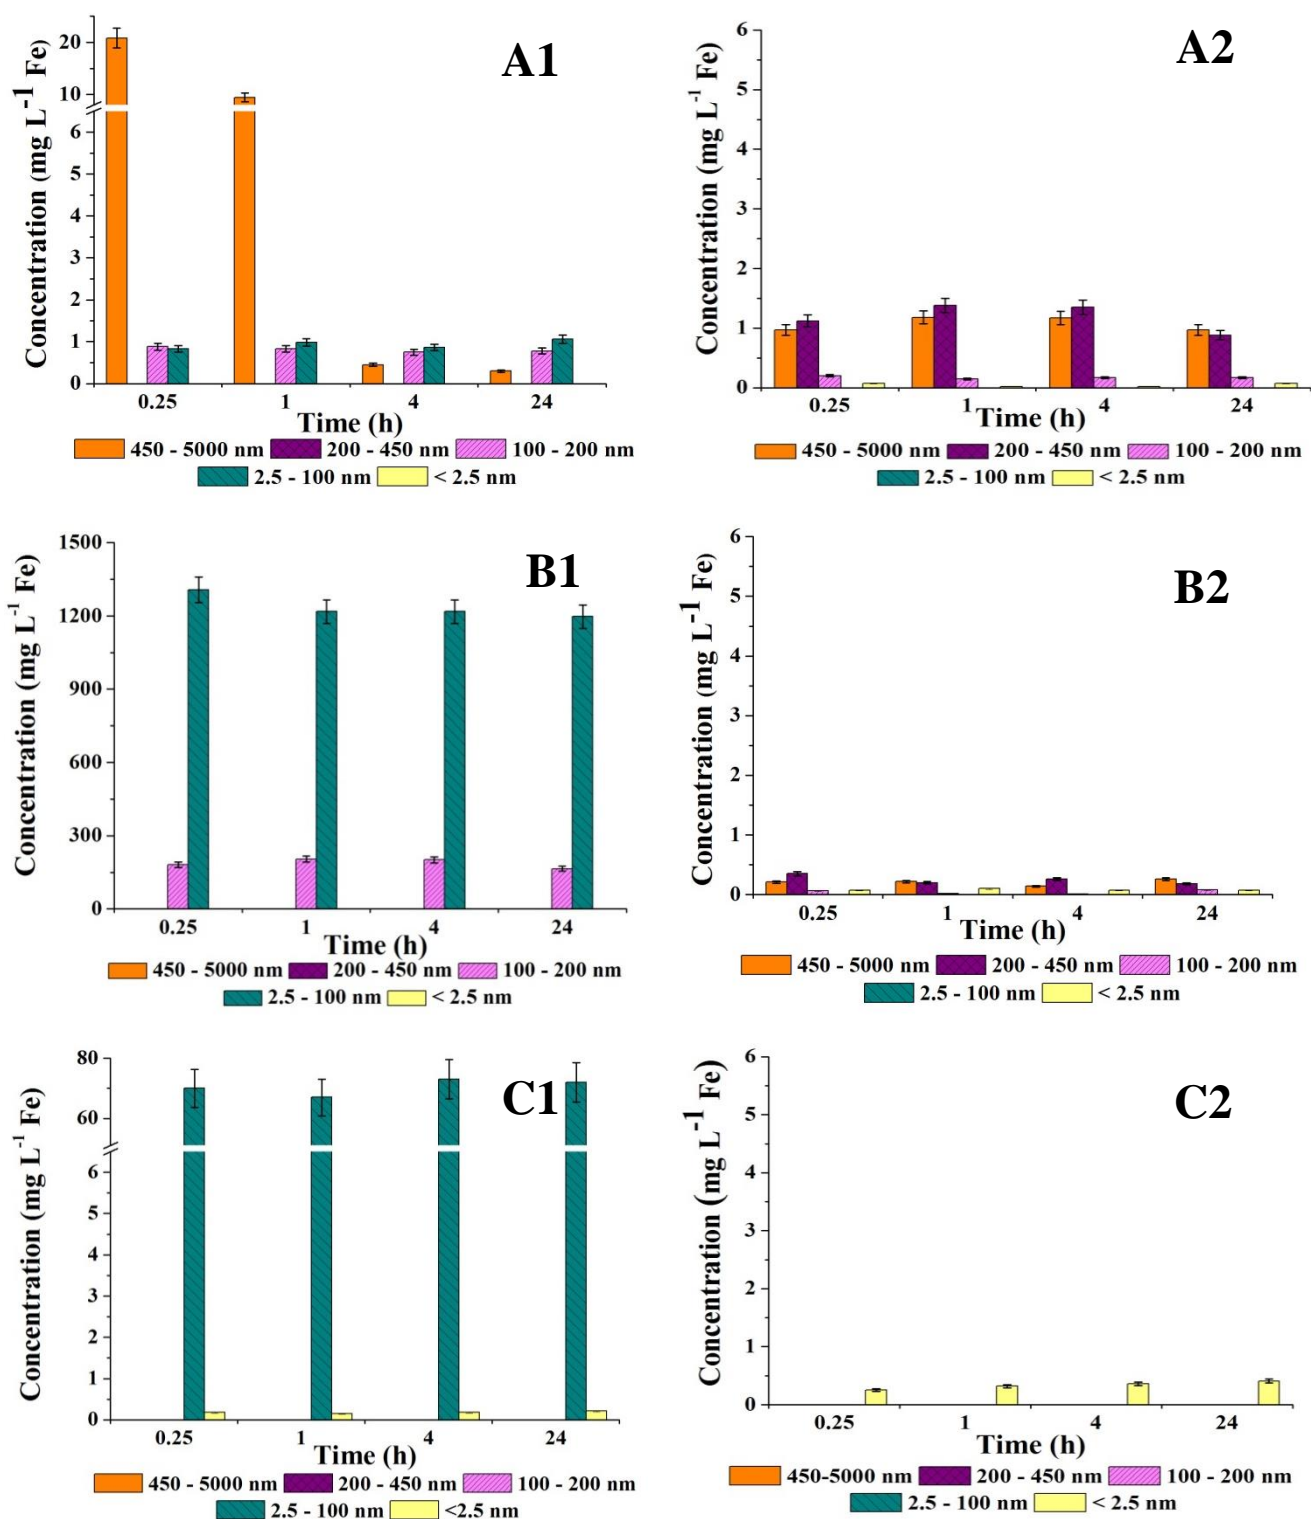 A1
Concentration (mg L-1 Fe)
20
10
6
5
4
3
2
1
0
0.25 1 4 24
Time (h)
450 - 5000 nm 200 - 450 nm 100 - 200 nm
2.5 - 100 nm < 2.5 nm
A2
Concentration (mg L-1 Fe)
6
5
4
3
2
1
0
0.25 1 4 24
Time (h)
450 - 5000 nm 200 - 450 nm 100 - 200 nm
2.5 - 100 nm < 2.5 nm
B1
Concentration (mg L-1 Fe)
1500
1200
900
600
300
0
0.25 1 4 24
Time (h)
450 - 5000 nm 200 - 450 nm 100 - 200 nm
2.5 - 100 nm < 2.5 nm
B2
Concentration (mg L-1 Fe)
6
5
4
3
2
1
0
0.25 1 4 24
Time (h)
450 - 5000 nm 200 - 450 nm 100 - 200 nm
2.5 - 100 nm < 2.5 nm
C1
Concentration (mg L-1 Fe)
80
60
6
5
4
3
2
1
0
0.25 1 4 24
Time (h)
450 - 5000 nm 200 - 450 nm 100 - 200 nm
2.5 - 100 nm <2.5 nm
C2
Concentration (mg L-1 Fe)
6
5
4
3
2
1
0
0.25 1 4 24
Time (h)
450-5000 nm 200 - 450 nm 100 - 200 nm
2.5 - 100 nm < 2.5 nm